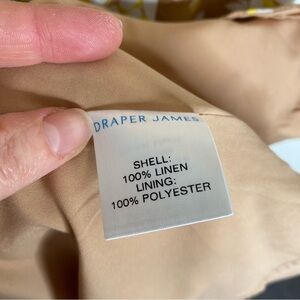 DRAPER JAMES
SHELL:
100% LINEN
LINING:
100% POLYESTER